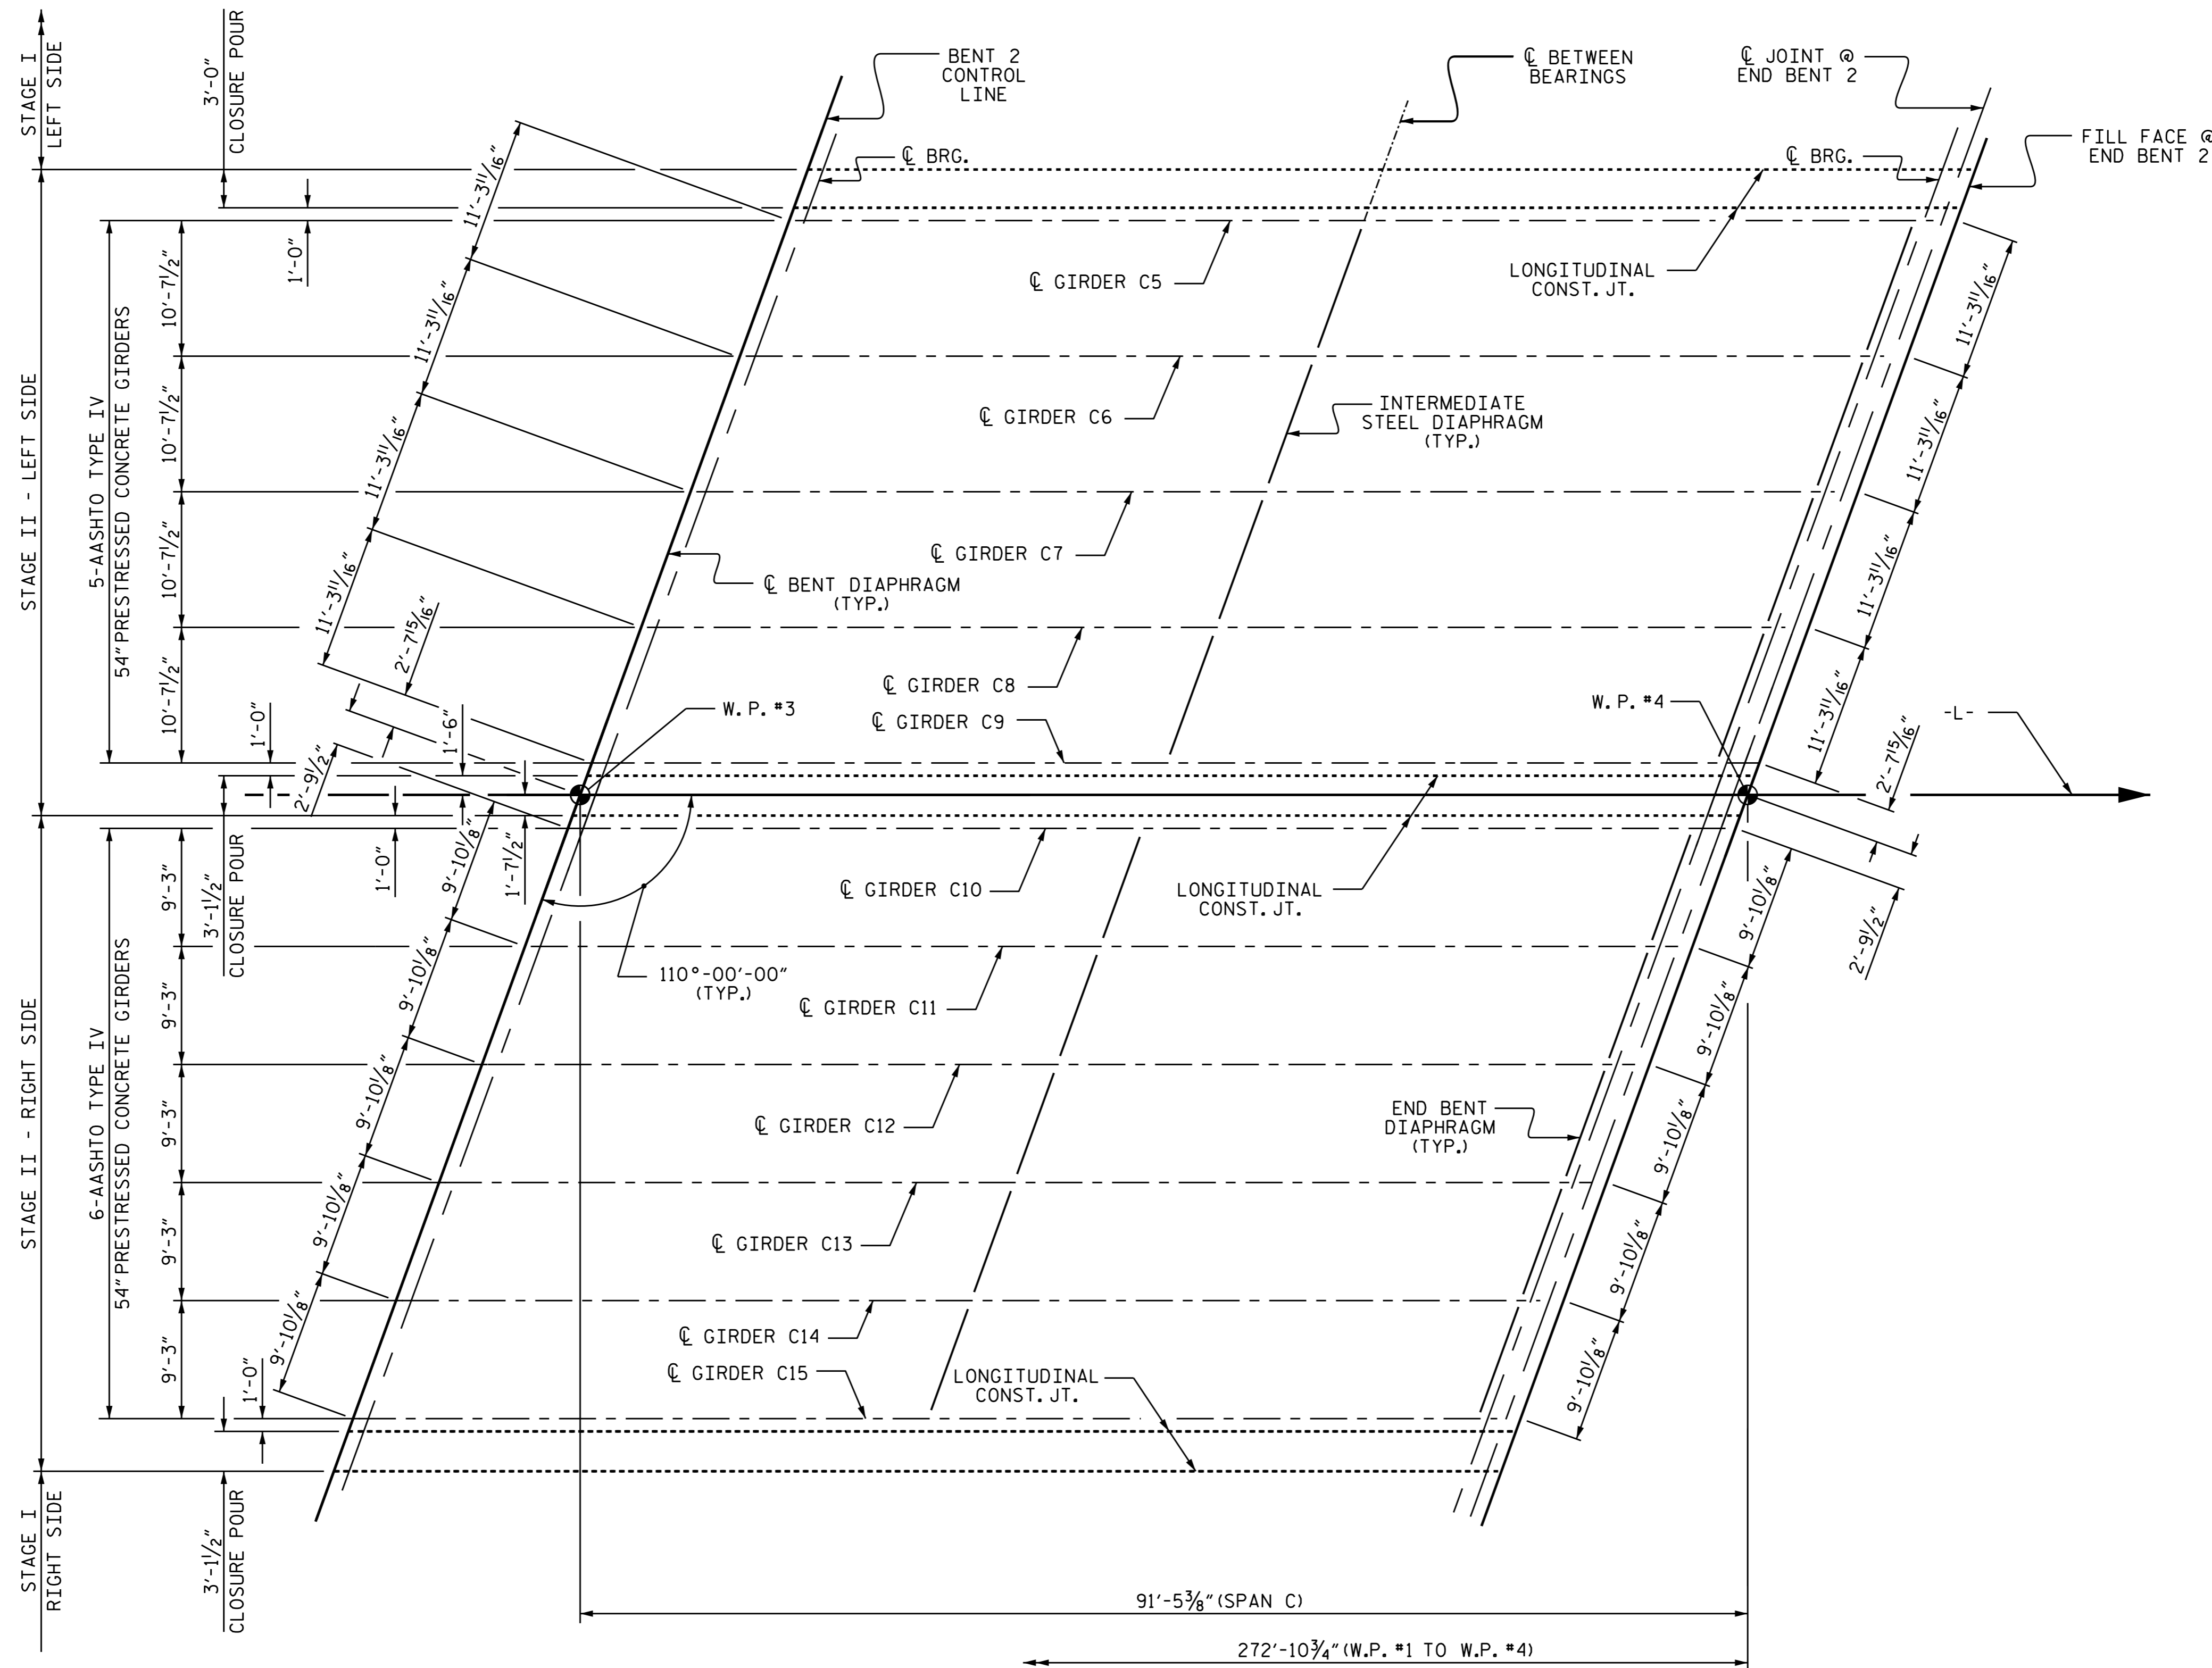 STAGE I
LEFT SIDE
3'-0"
CLOSURE POUR
BENT 2
CONTROL
LINE
℄ BETWEEN
BEARINGS
℄ JOINT @
END BENT 2
FILL FACE @
END BENT 2
℄ BRG.
℄ BRG.
11'-3 11/16"
11'-3 11/16"
11'-3 11/16"
11'-3 11/16"
1'-0"
10'-7 1/2"
10'-7 1/2"
10'-7 1/2"
10'-7 1/2"
5-AASHTO TYPE IV
54" PRESTRESSED CONCRETE GIRDERS
STAGE II - LEFT SIDE
℄ GIRDER C5
LONGITUDINAL
CONST. JT.
℄ GIRDER C6
INTERMEDIATE
STEEL DIAPHRAGM
(TYP.)
℄ GIRDER C7
℄ BENT DIAPHRAGM
(TYP.)
℄ GIRDER C8
℄ GIRDER C9
11'-3 11/16"
11'-3 11/16"
11'-3 11/16"
11'-3 11/16"
2'-7 15/16"
2'-7 15/16"
W.P. #3
W.P. #4
-L-
1'-0"
1'-6"
2'-9 1/2"
1'-0"
1'-7 1/2"
3'-1 1/2"
CLOSURE POUR
9'-3"
9'-3"
9'-3"
9'-3"
9'-3"
6-AASHTO TYPE IV
54" PRESTRESSED CONCRETE GIRDERS
STAGE II - RIGHT SIDE
9'-10 1/8"
9'-10 1/8"
9'-10 1/8"
9'-10 1/8"
9'-10 1/8"
110°-00'-00"
(TYP.)
℄ GIRDER C10
LONGITUDINAL
CONST. JT.
℄ GIRDER C11
℄ GIRDER C12
END BENT
DIAPHRAGM
(TYP.)
℄ GIRDER C13
℄ GIRDER C14
℄ GIRDER C15
LONGITUDINAL
CONST. JT.
9'-10 1/8"
9'-10 1/8"
9'-10 1/8"
9'-10 1/8"
9'-10 1/8"
2'-9 1/2"
1'-0"
3'-1 1/2"
CLOSURE POUR
STAGE I
RIGHT SIDE
91'-5 3/8" (SPAN C)
272'-10 3/4" (W.P. #1 TO W.P. #4)